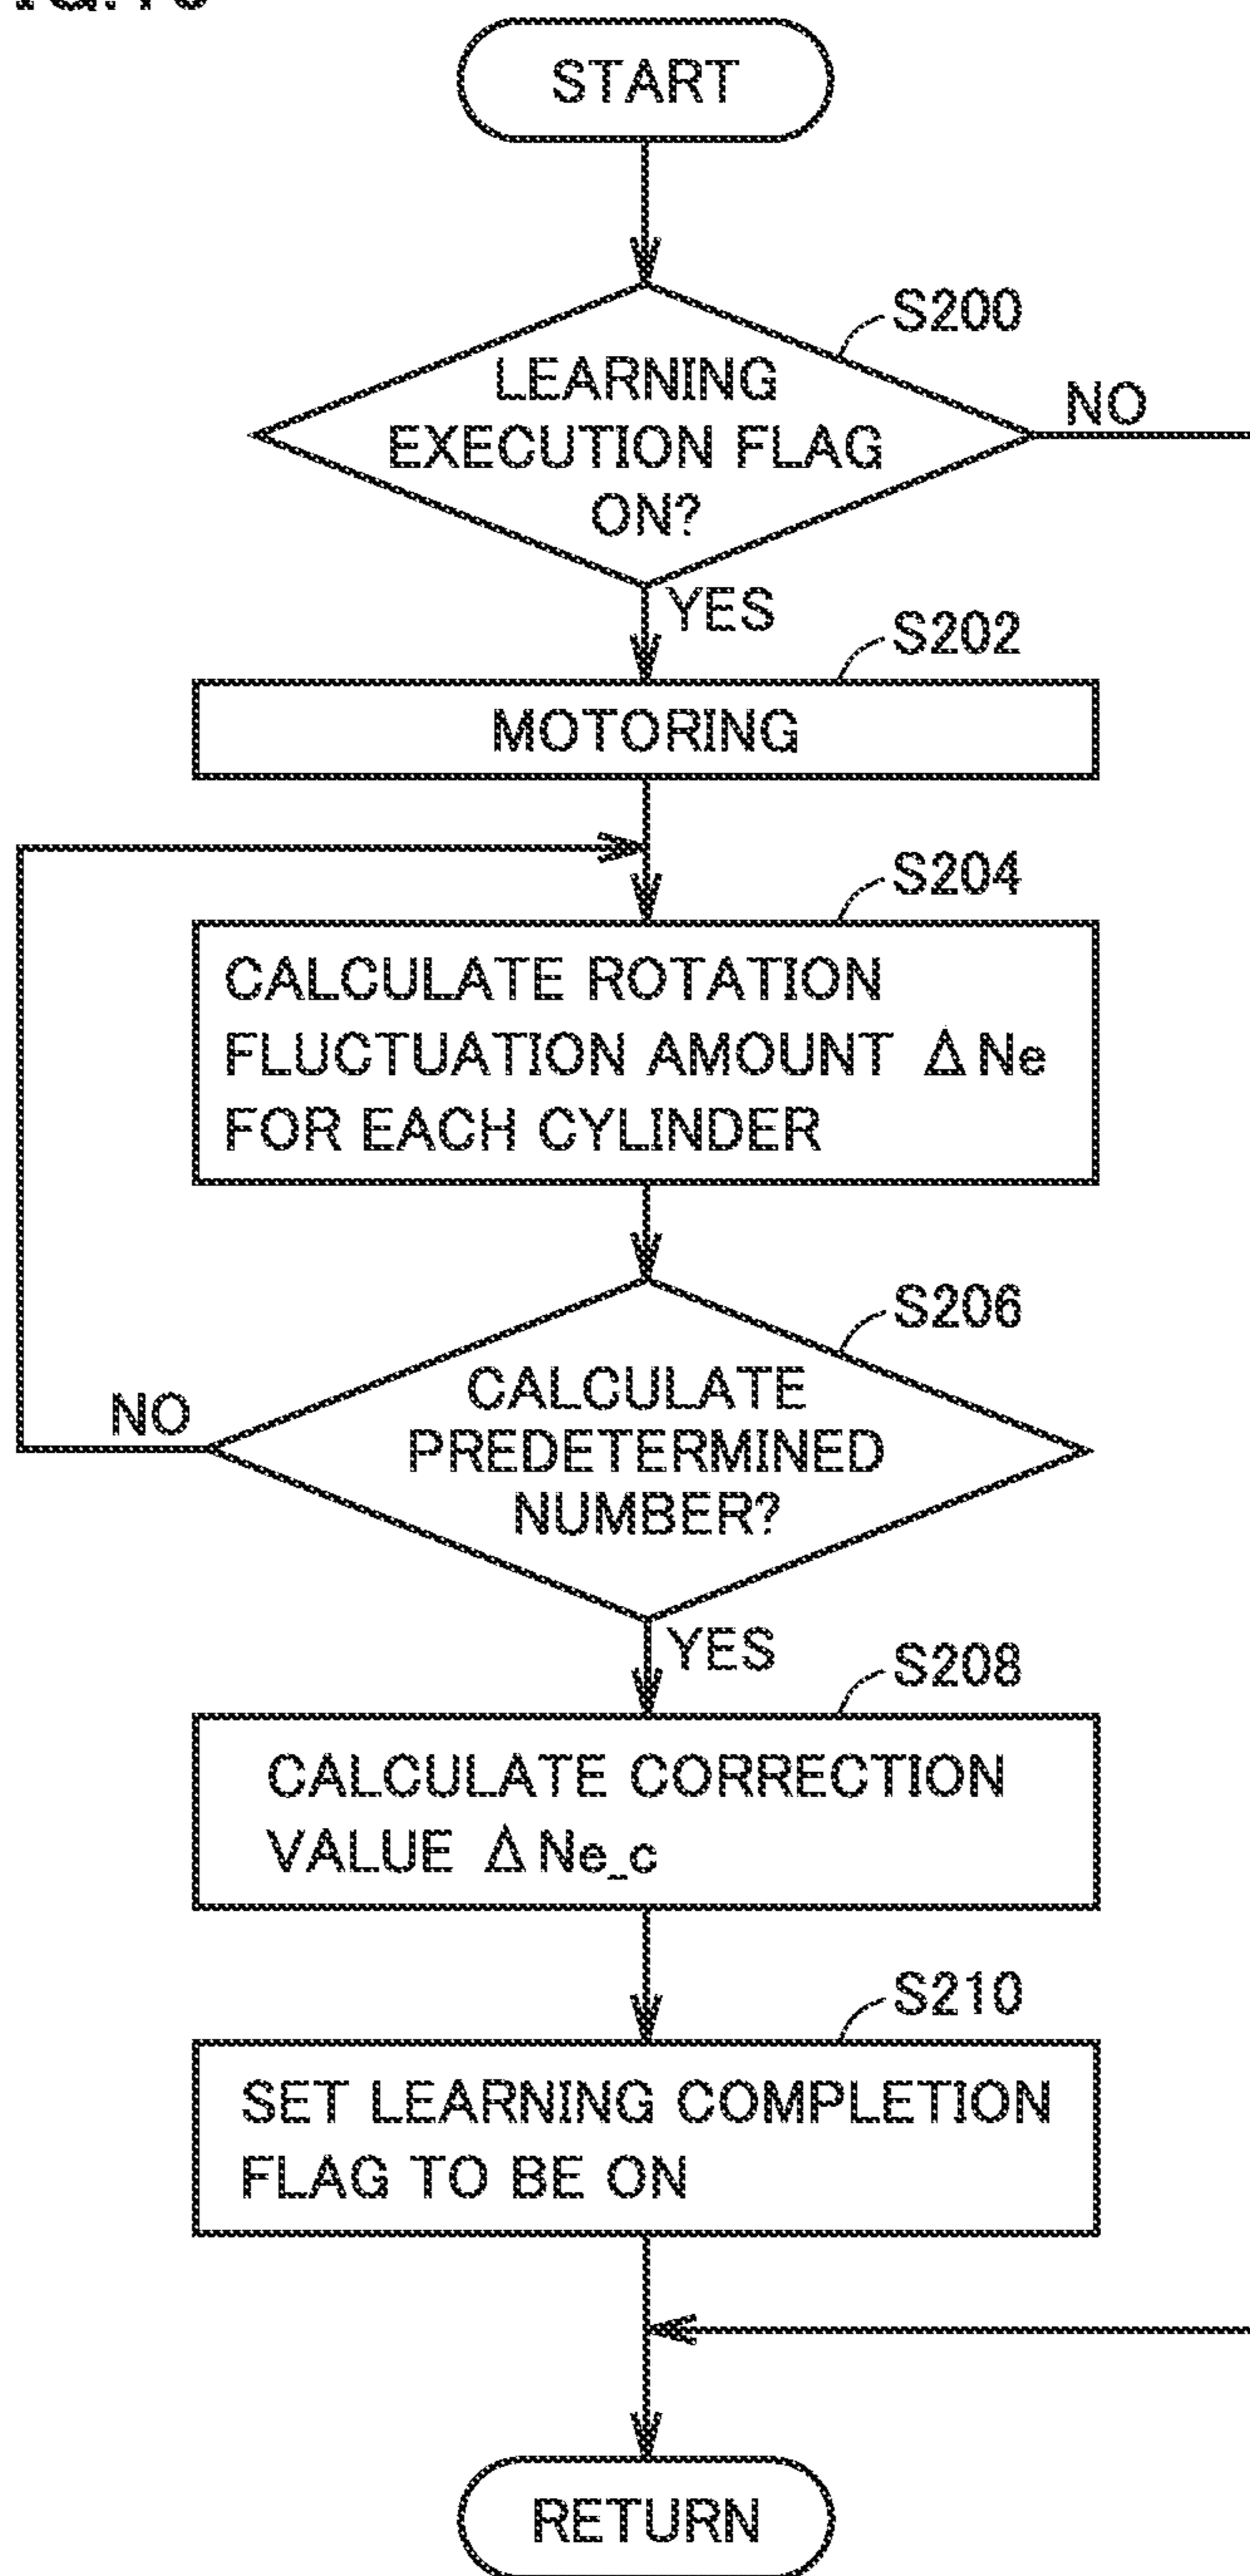 START
S200
LEARNING
EXECUTION FLAG
ON?
NO
YES
S202
MOTORING
S204
CALCULATE ROTATION
FLUCTUATION AMOUNT ΔNe
FOR EACH CYLINDER
S206
CALCULATE
PREDETERMINED
NUMBER?
NO
YES
S208
CALCULATE CORRECTION
VALUE ΔNe_c
S210
SET LEARNING COMPLETION
FLAG TO BE ON
RETURN